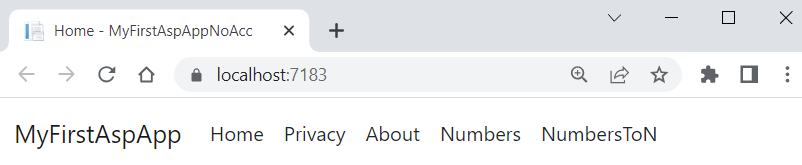 Home - MyFirstAspAppNoAcc
localhost:7183
MyFirstAspApp Home Privacy About Numbers NumbersToN